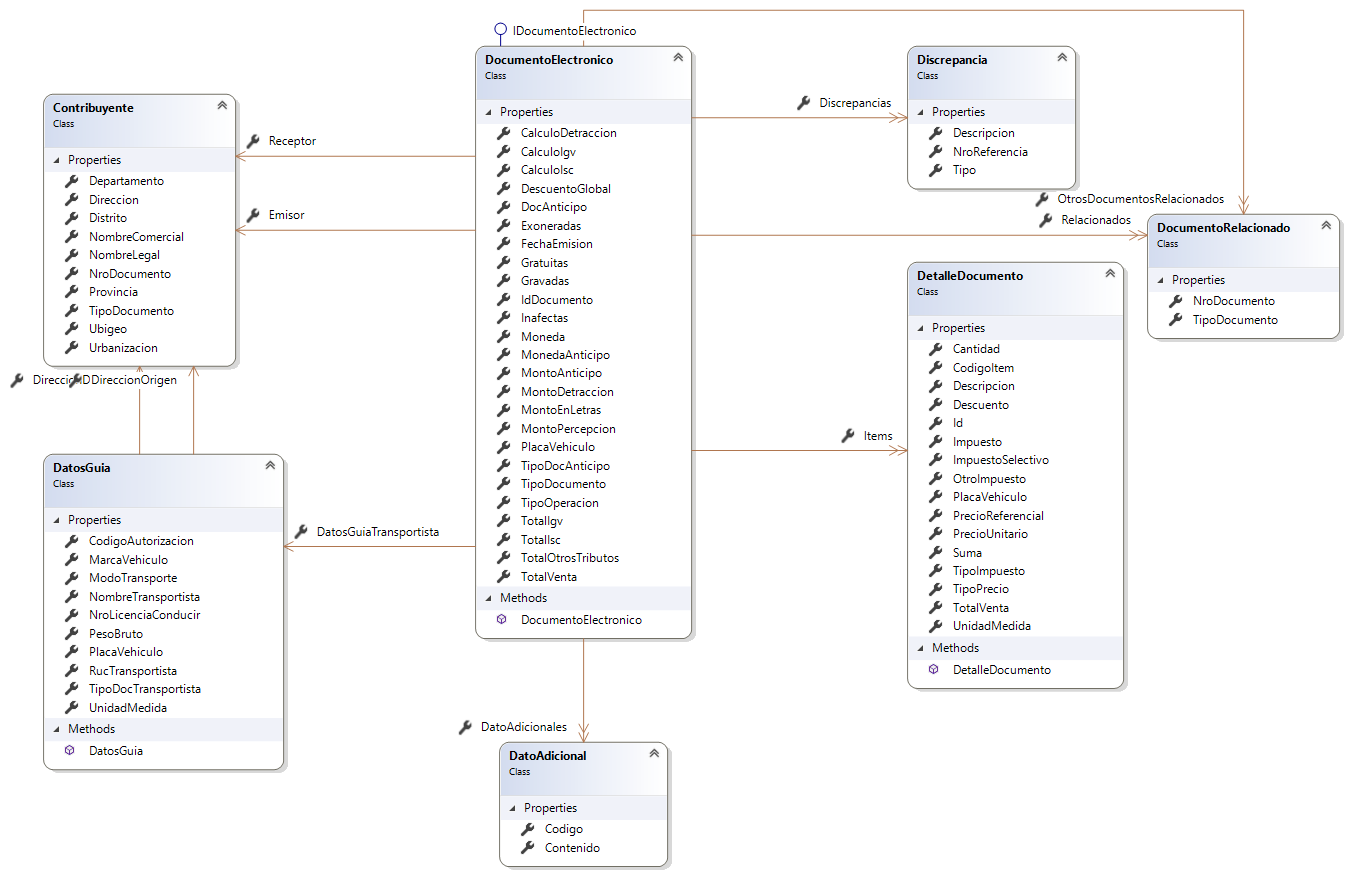 IDocumentoElectronico
DocumentoElectronico
Class
Properties
CalculoDetraccion
CalculoIgv
CalculoIsc
DescuentoGlobal
DocAnticipo
Exoneradas
FechaEmision
Gratuitas
Gravadas
IdDocumento
Inafectas
Moneda
MonedaAnticipo
MontoAnticipo
MontoDetraccion
MontoEnLetras
MontoPercepcion
PlacaVehiculo
TipoDocAnticipo
TipoDocumento
TipoOperacion
TotalIgv
TotalIsc
TotalOtrosTributos
TotalVenta
Methods
DocumentoElectronico
Contribuyente
Class
Properties
Departamento
Direccion
Distrito
NombreComercial
NombreLegal
NroDocumento
Provincia
TipoDocumento
Ubigeo
Urbanizacion
Receptor
Emisor
DireccionOrigen
DatosGuia
Class
Properties
CodigoAutorizacion
MarcaVehiculo
ModoTransporte
NombreTransportista
NroLicenciaConducir
PesoBruto
PlacaVehiculo
RucTransportista
TipoDocTransportista
UnidadMedida
Methods
DatosGuia
DatosGuiaTransportista
DatoAdicionales
DatoAdicional
Class
Properties
Codigo
Contenido
Discrepancias
Discrepancia
Class
Properties
Descripcion
NroReferencia
Tipo
OtrosDocumentosRelacionados
Relacionados
DocumentoRelacionado
Class
Properties
NroDocumento
TipoDocumento
Items
DetalleDocumento
Class
Properties
Cantidad
CodigoItem
Descripcion
Descuento
Id
Impuesto
ImpuestoSelectivo
OtroImpuesto
PlacaVehiculo
PrecioReferencial
PrecioUnitario
Suma
TipoImpuesto
TipoPrecio
TotalVenta
UnidadMedida
Methods
DetalleDocumento